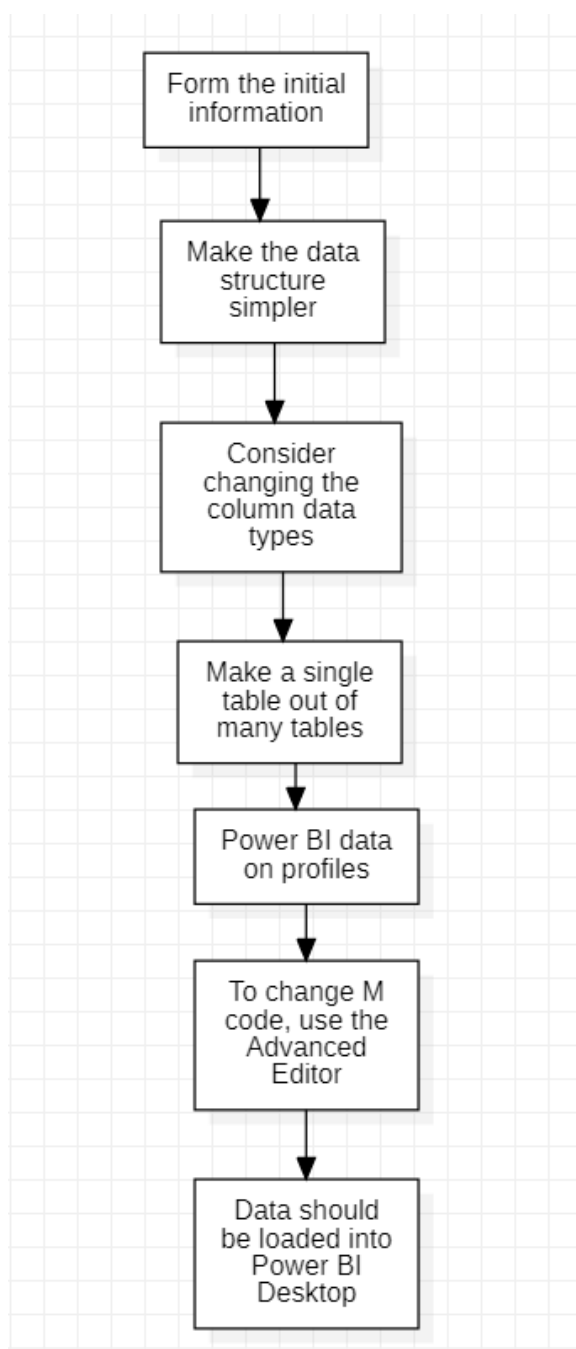 Form the initial
information
Make the data
structure
simpler
Consider
changing the
column data
types
Make a single
table out of
many tables
Power BI data
on profiles
To change M
code, use the
Advanced
Editor
Data should
be loaded into
Power BI
Desktop